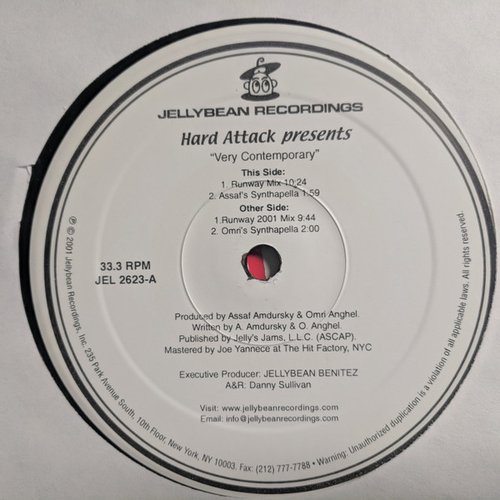 JELLYBEAN RECORDINGS
Hard Attack presents
"Very Contemporary"
This Side:
1. Runway Mix 10:24
2. Assaf's Synthapella 1:59
Other Side:
1.Runway 2001 Mix 9:44
2. Omri's Synthapella 2:00
33.3 RPM
JEL 2623-A
Produced by Assaf Amdursky & Omri Anghel.
Written by A. Amdursky & O. Anghel.
Published by Jelly's Jams, L.L.C. (ASCAP).
Mastered by Joe Yannece at The Hit Factory, NYC
Executive Producer: JELLYBEAN BENITEZ
A&R: Danny Sullivan
Visit: www.jellybeanrecordings.com
Email: info@jellybeanrecordings.com
℗ © 2001 Jellybean Recordings, Inc. 235 Park Avenue South, 10th Floor, New York, NY 10003. Fax: (212) 777-7788 • Warning: Unauthorized duplication is a violation of all applicable laws. All rights reserved.